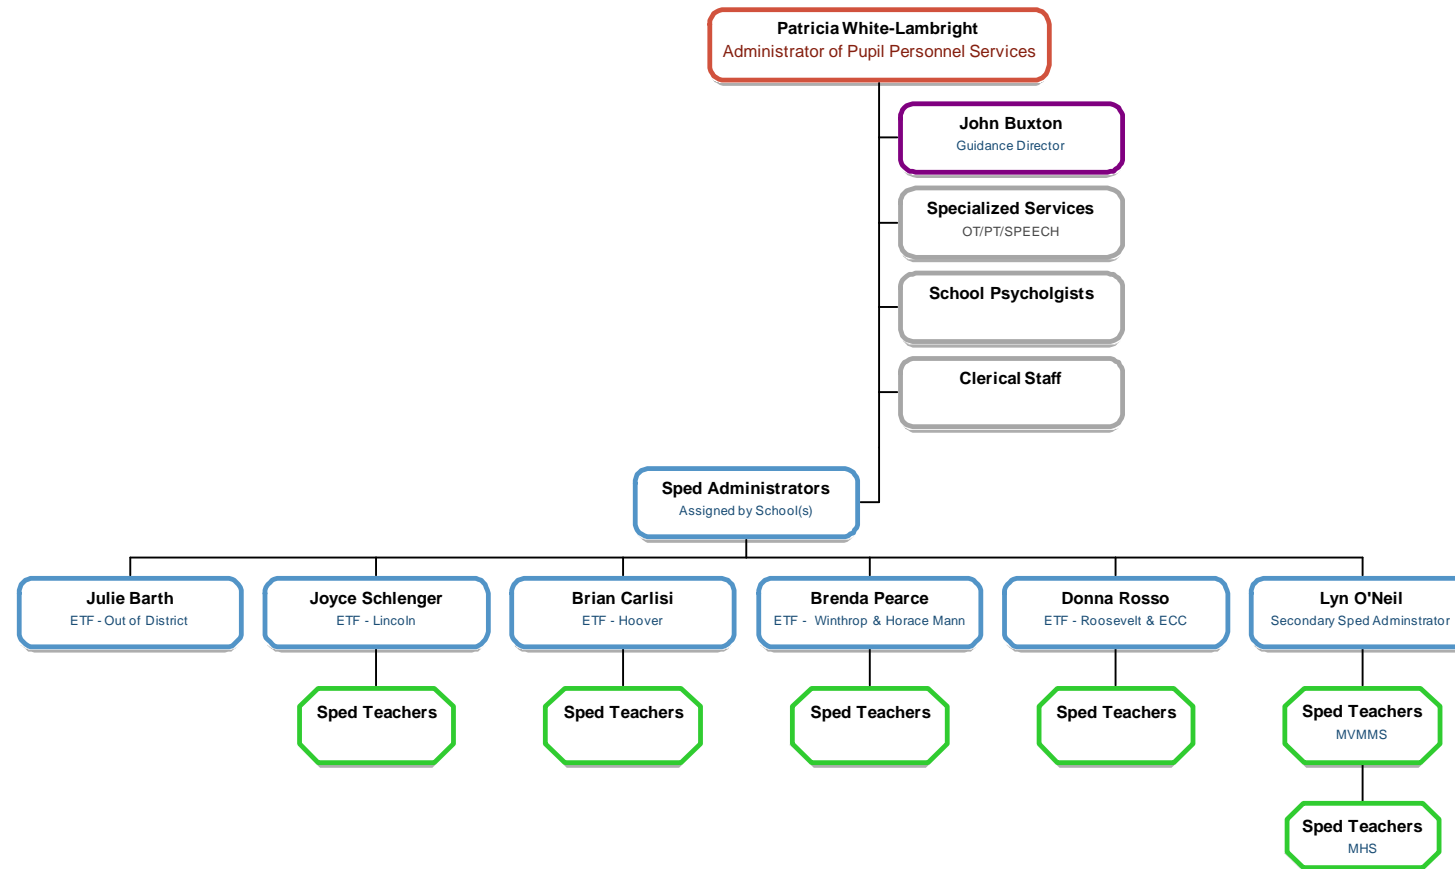 Patricia White-Lambright
Administrator of Pupil Personnel Services
John Buxton
Guidance Director
Specialized Services
OT/PT/SPEECH
School Psycholgists
Clerical Staff
Sped Administrators
Assigned by School(s)
Julie Barth
ETF - Out of District
Joyce Schlenger
ETF - Lincoln
Brian Carlisi
ETF - Hoover
Brenda Pearce
ETF - Winthrop & Horace Mann
Donna Rosso
ETF - Roosevelt & ECC
Lyn O'Neil
Secondary Sped Adminstrator
Sped Teachers
Sped Teachers
Sped Teachers
Sped Teachers
Sped Teachers
MVMMS
Sped Teachers
MHS